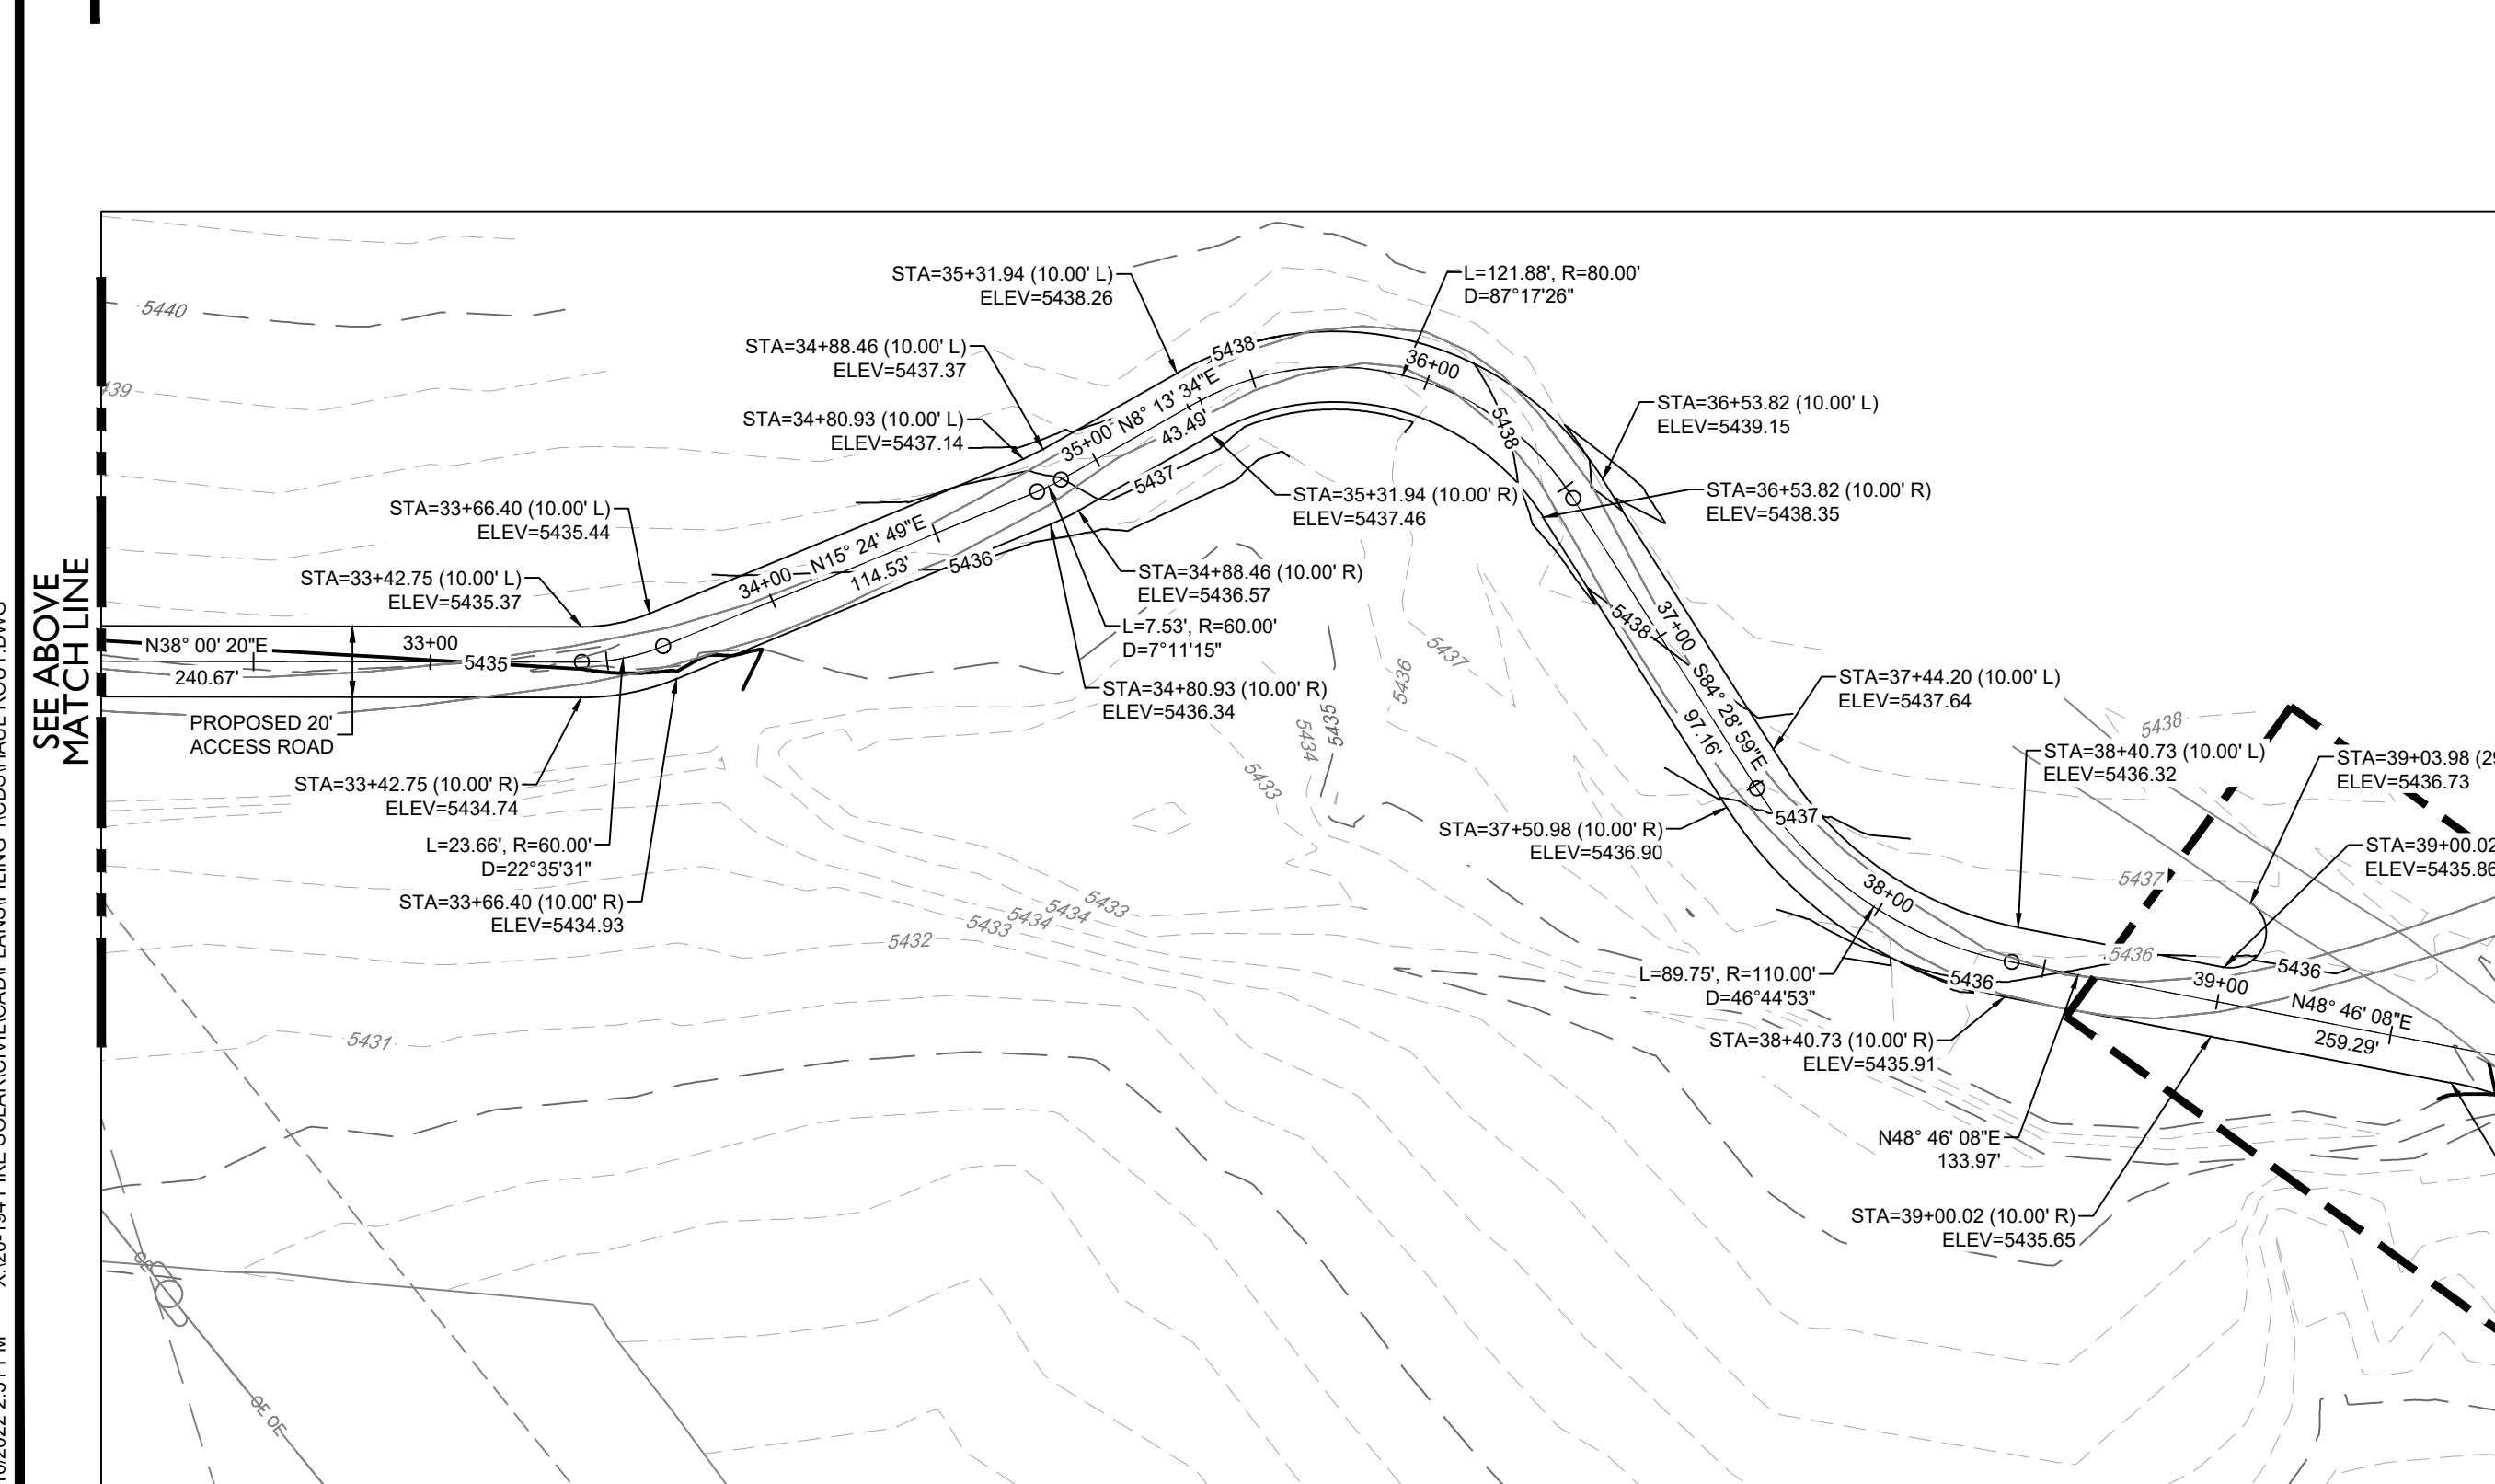 SEE ABOVE
MATCH LINE
5440
STA=35+31.94 (10.00' L)
ELEV=5438.26
L=121.88', R=80.00'
D=87°17'26"
STA=34+88.46 (10.00' L)
ELEV=5437.37
5438
36+00
N8° 13' 34"E
43.49'
35+00
STA=34+80.93 (10.00' L)
ELEV=5437.14
5438
STA=36+53.82 (10.00' L)
ELEV=5439.15
5437
STA=35+31.94 (10.00' R)
ELEV=5437.46
STA=36+53.82 (10.00' R)
ELEV=5438.35
STA=33+66.40 (10.00' L)
ELEV=5435.44
N15° 24' 49"E
114.53'
34+00
5436
STA=33+42.75 (10.00' L)
ELEV=5435.37
STA=34+88.46 (10.00' R)
ELEV=5436.57
L=7.53', R=60.00'
D=7°11'15"
STA=34+80.93 (10.00' R)
ELEV=5436.34
N38° 00' 20"E
240.67'
33+00
5435
PROPOSED 20'
ACCESS ROAD
5438
37+00
S84° 28' 59"E
97.16'
5437
5436
5435
5434
5433
STA=37+44.20 (10.00' L)
ELEV=5437.64
5438
STA=38+40.73 (10.00' L)
ELEV=5436.32
STA=39+03.98
ELEV=5436.73
STA=33+42.75 (10.00' R)
ELEV=5434.74
L=23.66', R=60.00'
D=22°35'31"
STA=33+66.40 (10.00' R)
ELEV=5434.93
STA=37+50.98 (10.00' R)
ELEV=5436.90
5437
STA=39+00.02
ELEV=5435.86
5437
38+00
5433
5434
5434
5433
5432
5436
5436
5436
39+00
N48° 46' 08"E
259.29'
L=89.75', R=110.00'
D=46°44'53"
STA=38+40.73 (10.00' R)
ELEV=5435.91
5431
N48° 46' 08"E
133.97'
STA=39+00.02 (10.00' R)
ELEV=5435.65
OE
OE OE